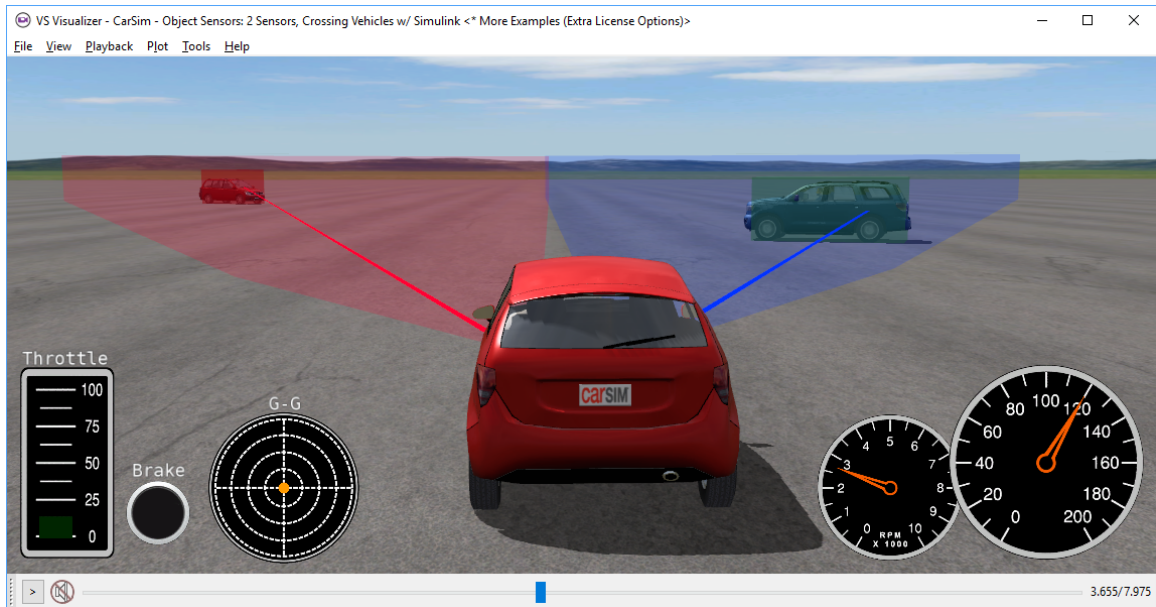 VS Visualizer - CarSim - Object Sensors: 2 Sensors, Crossing Vehicles w/ Simulink <* More Examples (Extra License Options)>
File View Playback Plot Tools Help
Throttle
100
75
50
25
0
Brake
G-G
carSIM
0 1 2 3 4 5 6 7 8 9 10
RPM
X 1000
0 20 40 60 80 100 120 140 160 180 200
> 
3.655/7.975